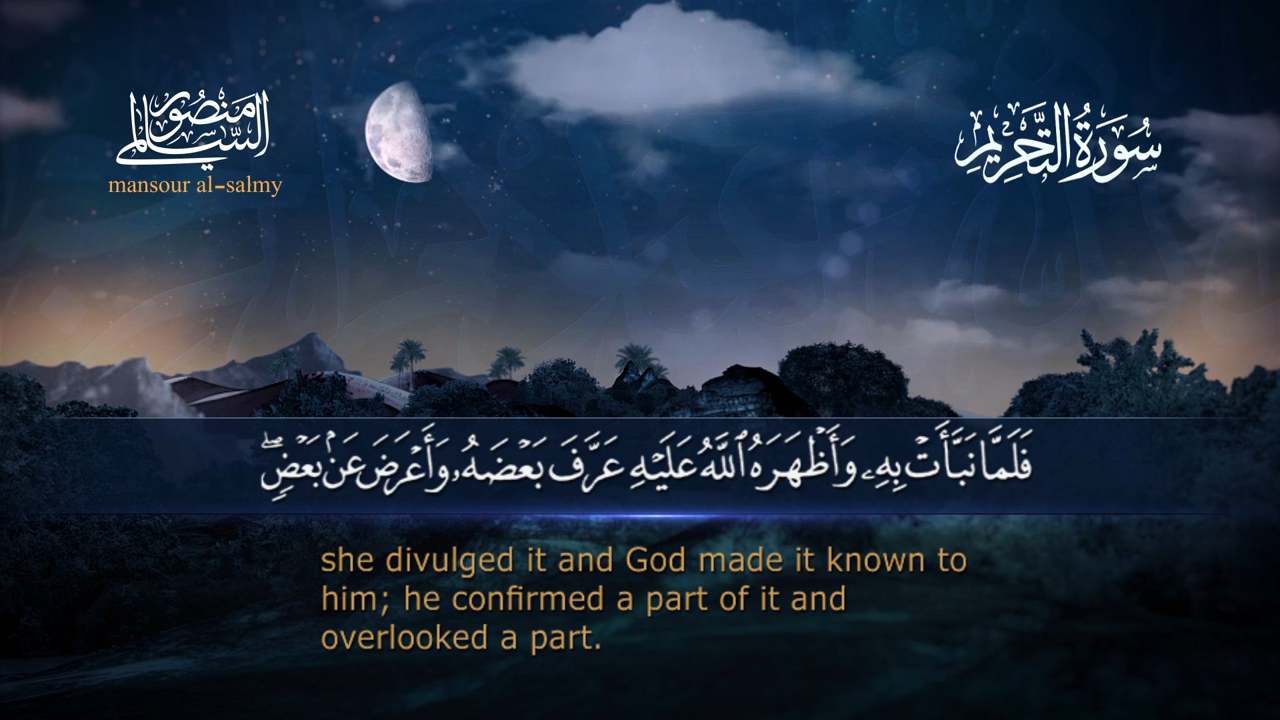 منصور السالمي
mansour al-salmy
سُورَةُ التَّحْرِيمِ
فَلَمَّا نَبَّأَتْ بِهِۦ وَأَظْهَرَهُ ٱللَّهُ عَلَيْهِ عَرَّفَ بَعْضَهُۥ وَأَعْرَضَ عَنۢ بَعْضٍۖ
she divulged it and God made it known to
him; he confirmed a part of it and
overlooked a part.